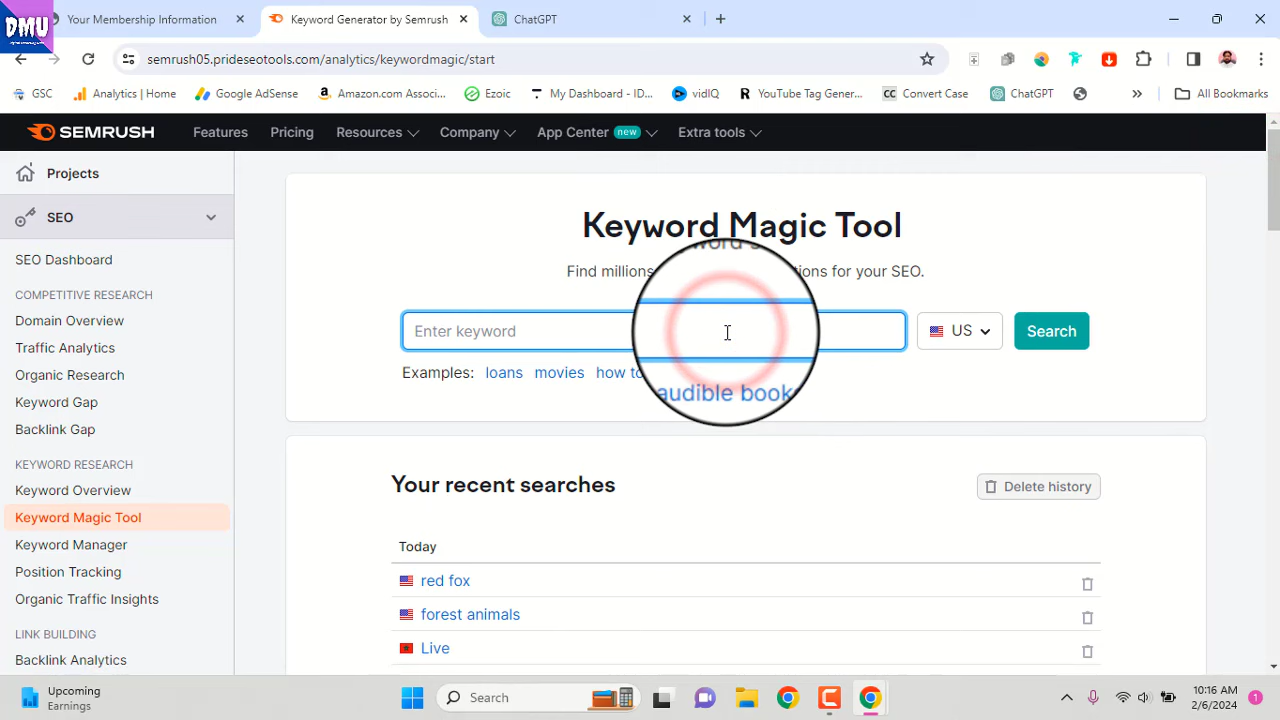 DMU
Your Membership Information
Keyword Generator by Semrush
ChatGPT
semrush05.prideseotools.com/analytics/keywordmagic/start
GSC
Analytics | Home
Google AdSense
Amazon.com Associ...
Ezoic
My Dashboard - ID...
vidIQ
YouTube Tag Gener...
CC Convert Case
ChatGPT
All Bookmarks
SEMRUSH
Features
Pricing
Resources
Company
App Center new
Extra tools
Projects
SEO
SEO Dashboard
COMPETITIVE RESEARCH
Domain Overview
Traffic Analytics
Organic Research
Keyword Gap
Backlink Gap
KEYWORD RESEARCH
Keyword Overview
Keyword Magic Tool
Keyword Manager
Position Tracking
Organic Traffic Insights
LINK BUILDING
Backlink Analytics
Keyword Magic Tool
Find millions for your SEO.
Enter keyword
US
Search
Examples: loans movies how to
audible books
Your recent searches
Delete history
Today
red fox
forest animals
Live
Upcoming
Earnings
Search
10:16 AM
2/6/2024
1